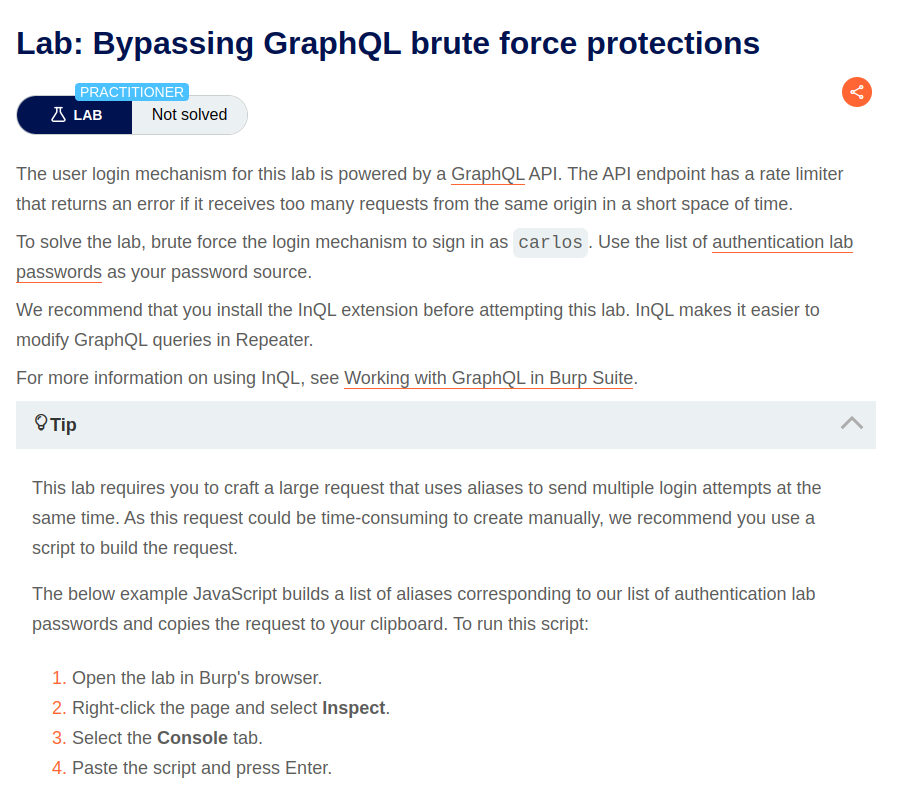 Lab: Bypassing GraphQL brute force protections
PRACTITIONER
LAB
Not solved
The user login mechanism for this lab is powered by a GraphQL API. The API endpoint has a rate limiter
that returns an error if it receives too many requests from the same origin in a short space of time.
To solve the lab, brute force the login mechanism to sign in as carlos. Use the list of authentication lab
passwords as your password source.
We recommend that you install the InQL extension before attempting this lab. InQL makes it easier to
modify GraphQL queries in Repeater.
For more information on using InQL, see Working with GraphQL in Burp Suite.
Tip
This lab requires you to craft a large request that uses aliases to send multiple login attempts at the
same time. As this request could be time-consuming to create manually, we recommend you use a
script to build the request.
The below example JavaScript builds a list of aliases corresponding to our list of authentication lab
passwords and copies the request to your clipboard. To run this script:
1. Open the lab in Burp's browser.
2. Right-click the page and select Inspect.
3. Select the Console tab.
4. Paste the script and press Enter.